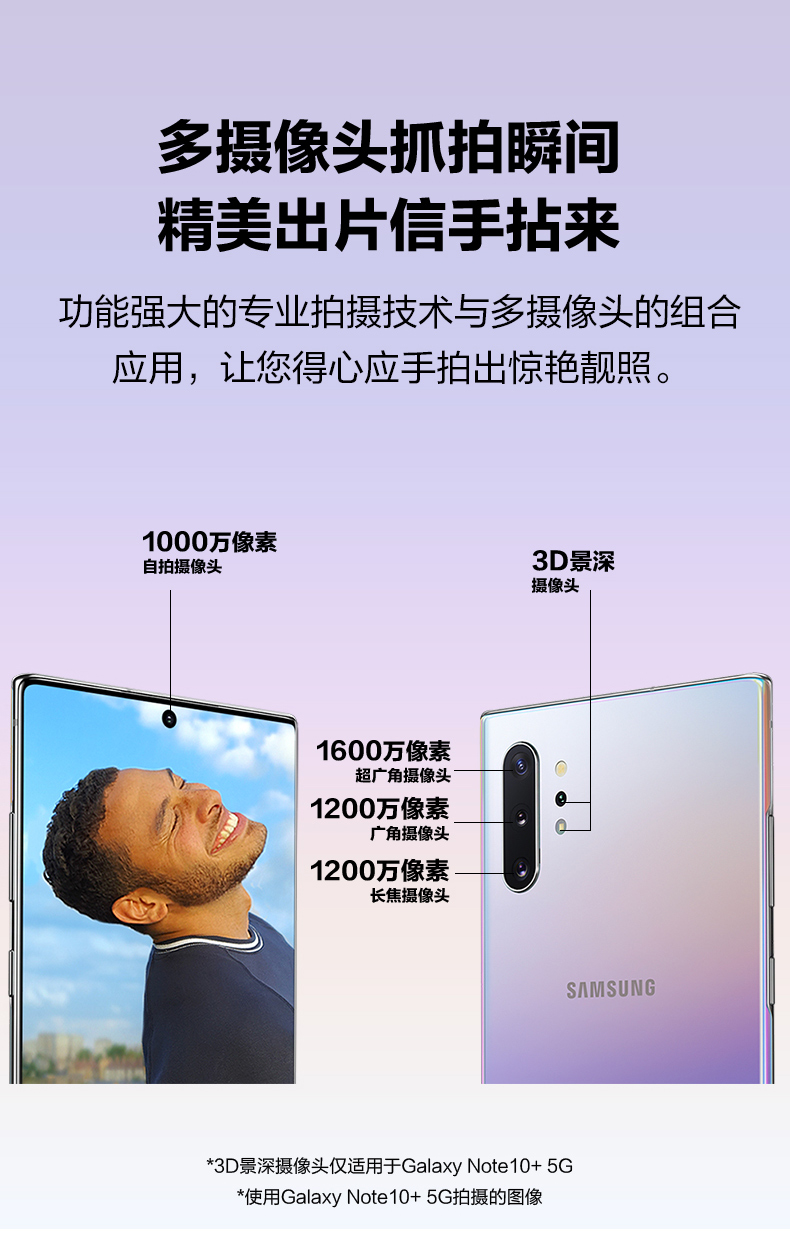 多摄像头抓拍瞬间
精美出片信手拈来
功能强大的专业拍摄技术与多摄像头的组合
应用，让您得心应手拍出惊艳靓照。
1000万像素
自拍摄像头
3D景深
摄像头
1600万像素
超广角摄像头
1200万像素
广角摄像头
1200万像素
长焦摄像头
SAMSUNG
*3D景深摄像头仅适用于Galaxy Note10+ 5G
*使用Galaxy Note10+ 5G拍摄的图像